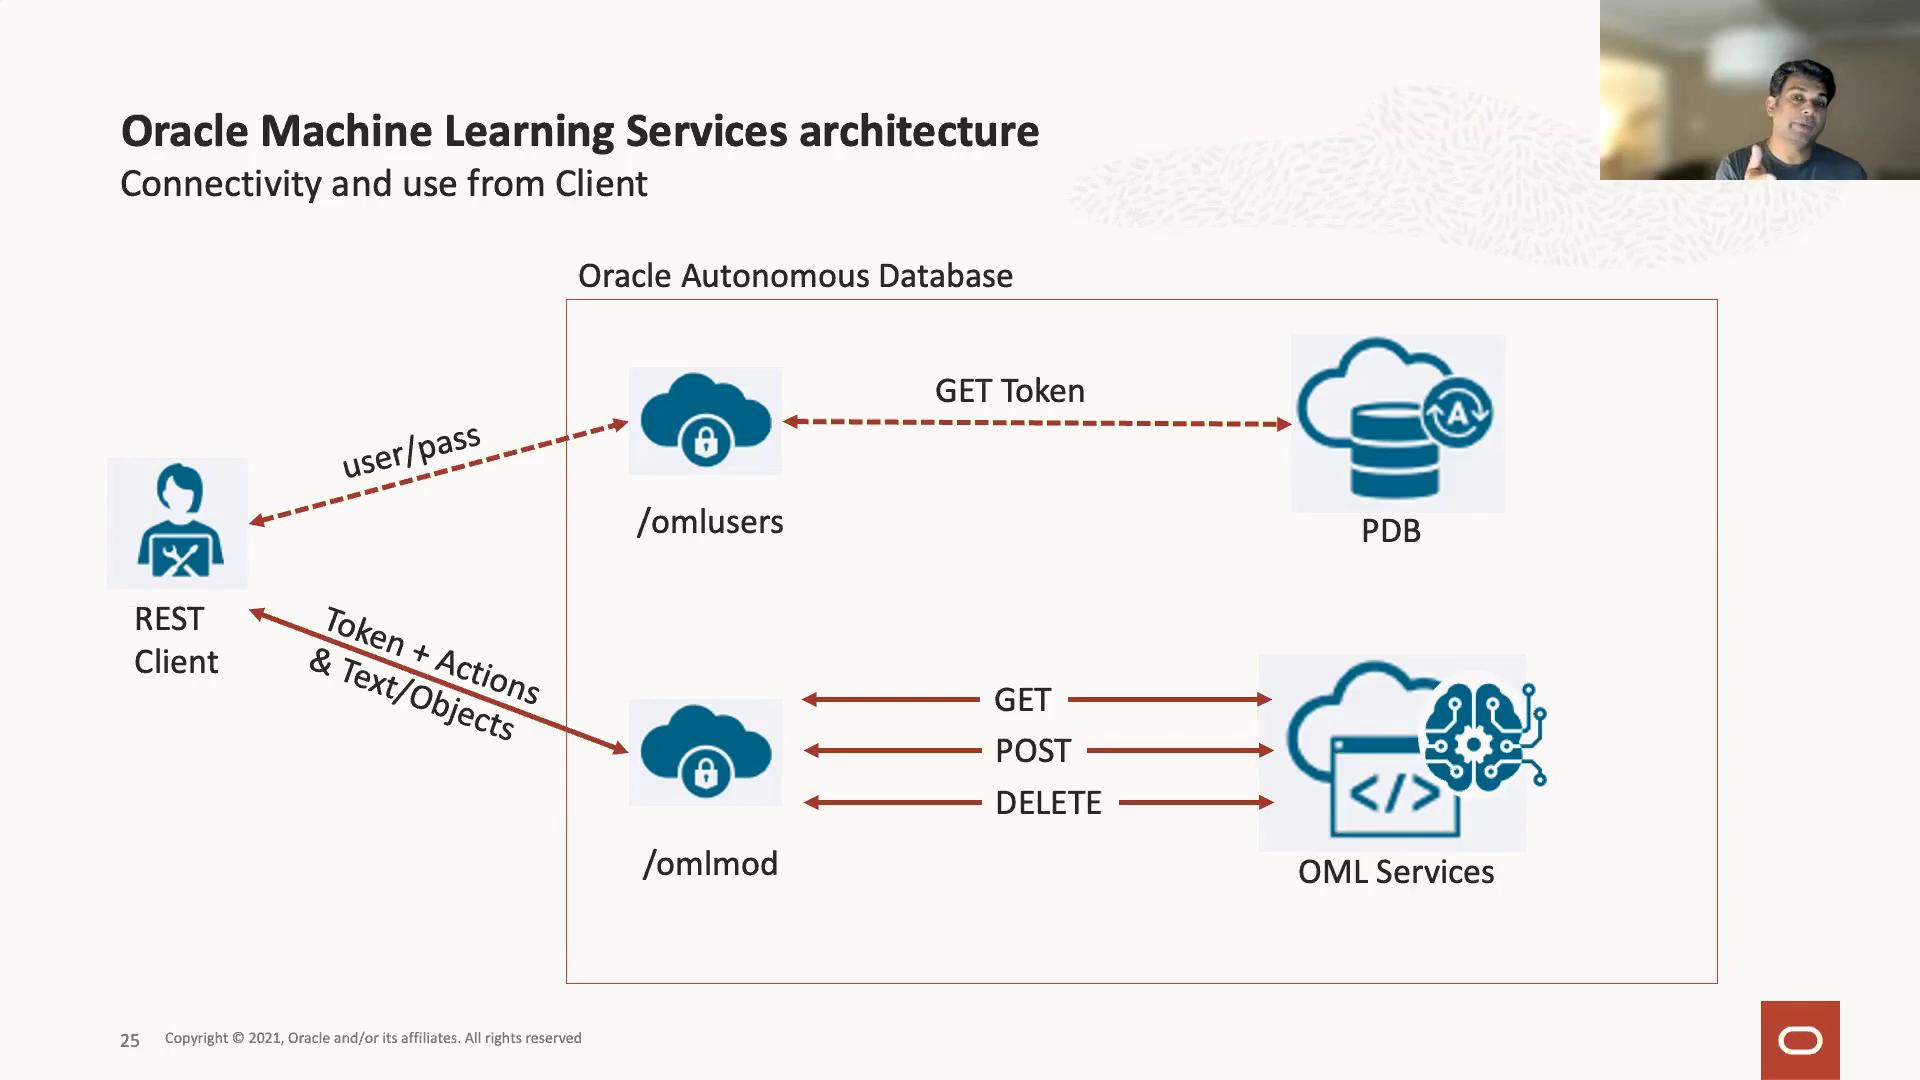 Oracle Machine Learning Services architecture
Connectivity and use from Client
Oracle Autonomous Database
GET Token
user/pass
/omlusers
PDB
REST
Client
Token + Actions
& Text/Objects
GET
POST
DELETE
/omlmod
OML Services
25 Copyright © 2021, Oracle and/or its affiliates. All rights reserved
A